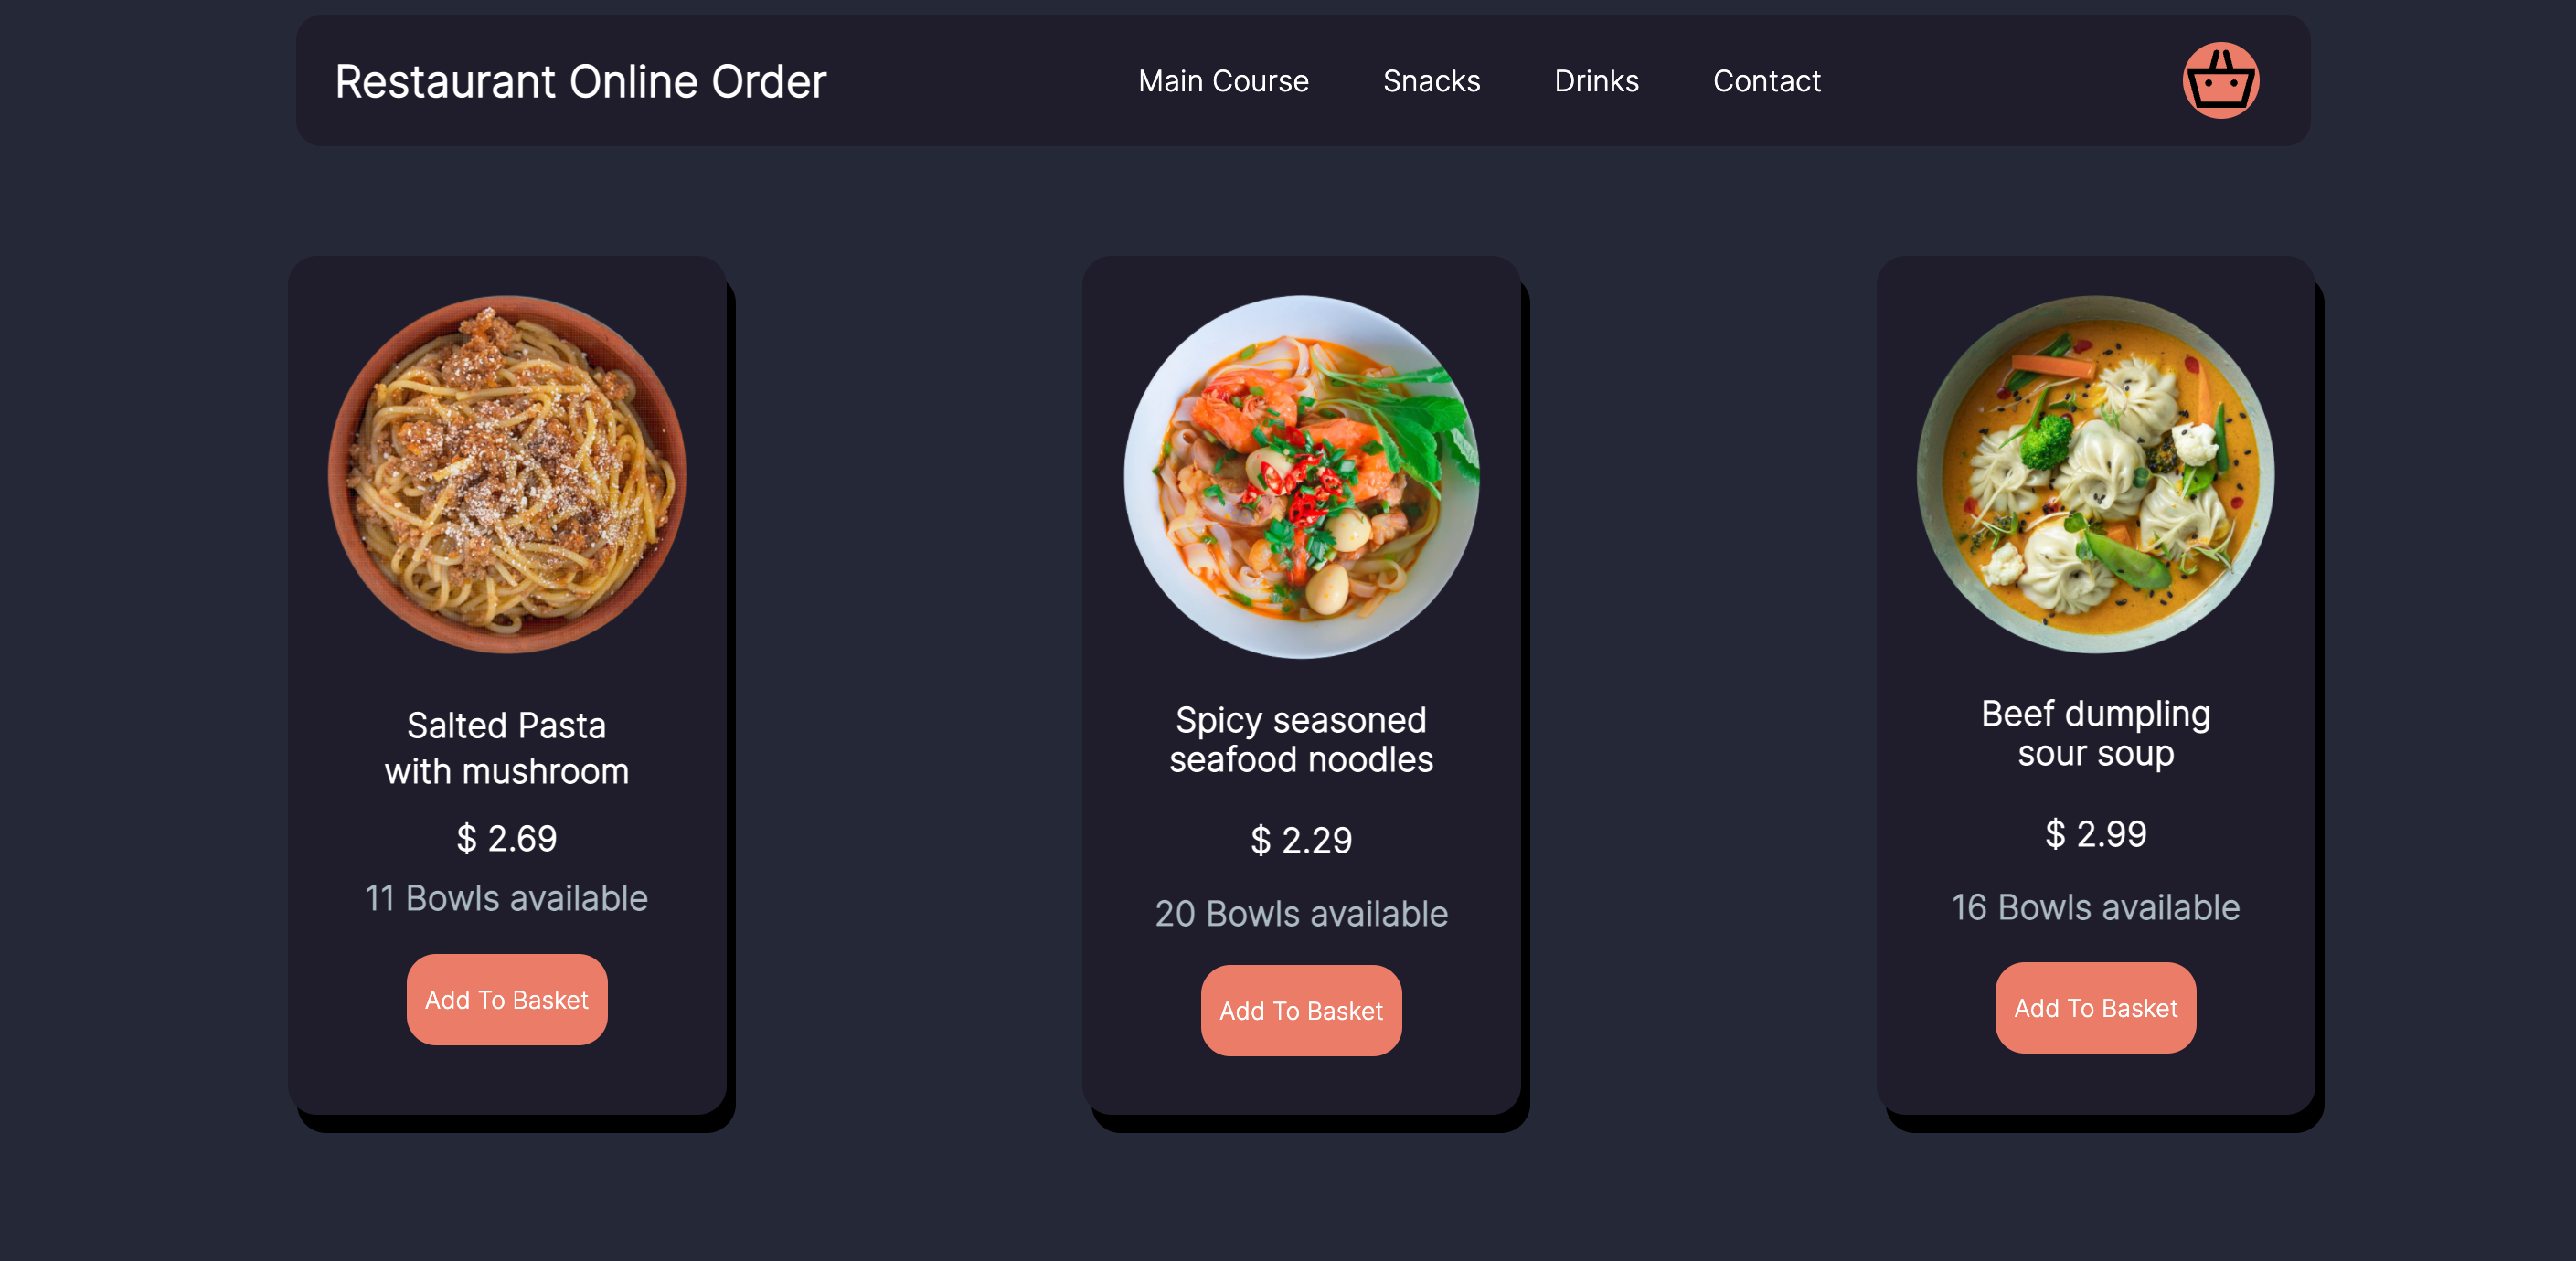 Restaurant Online Order
Main Course
Snacks
Drinks
Contact
Salted Pasta
with mushroom
$ 2.69
11 Bowls available
Add To Basket
Spicy seasoned
seafood noodles
$ 2.29
20 Bowls available
Add To Basket
Beef dumpling
sour soup
$ 2.99
16 Bowls available
Add To Basket